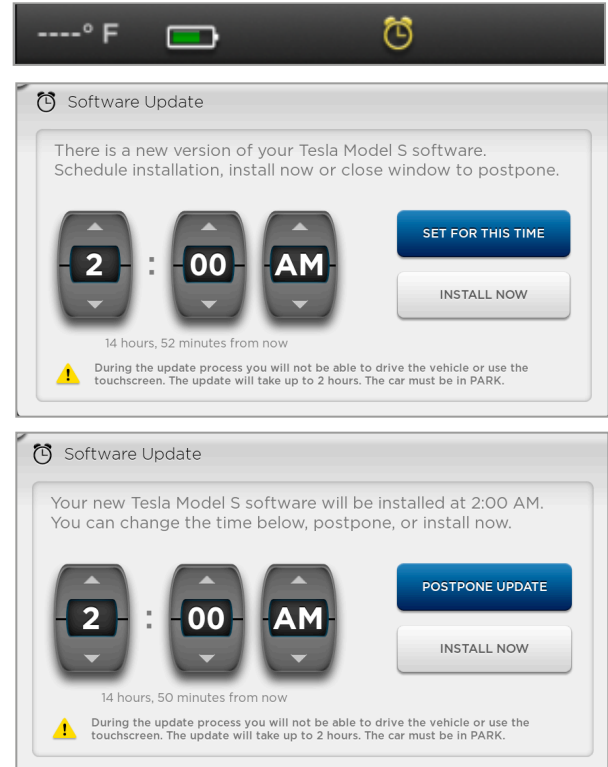 ----° F
Software Update
There is a new version of your Tesla Model S software.
Schedule installation, install now or close window to postpone.
2 : 00 AM
SET FOR THIS TIME
INSTALL NOW
14 hours, 52 minutes from now
During the update process you will not be able to drive the vehicle or use the
touchscreen. The update will take up to 2 hours. The car must be in PARK.
Software Update
Your new Tesla Model S software will be installed at 2:00 AM.
You can change the time below, postpone, or install now.
2 : 00 AM
POSTPONE UPDATE
INSTALL NOW
14 hours, 50 minutes from now
During the update process you will not be able to drive the vehicle or use the
touchscreen. The update will take up to 2 hours. The car must be in PARK.